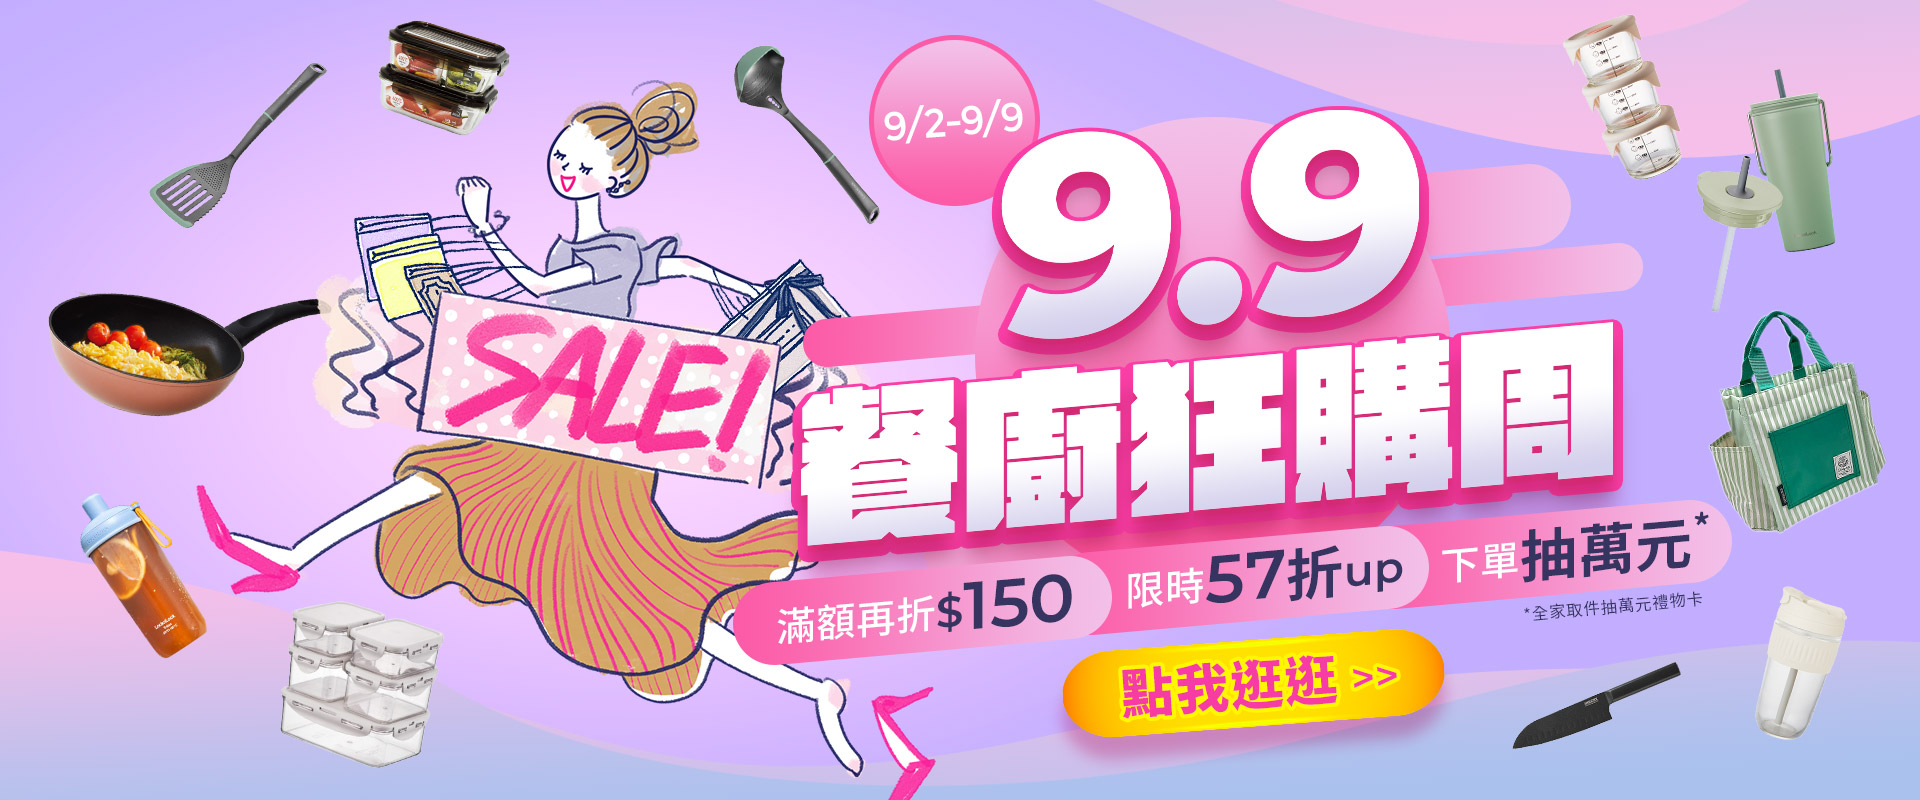 9/2-9/9
9.9
餐廚狂購周
SALE!
滿額再折$150
限時57折up
下單抽萬元*
*全家取件抽萬元禮物卡
點我逛逛 >>
LocknLock